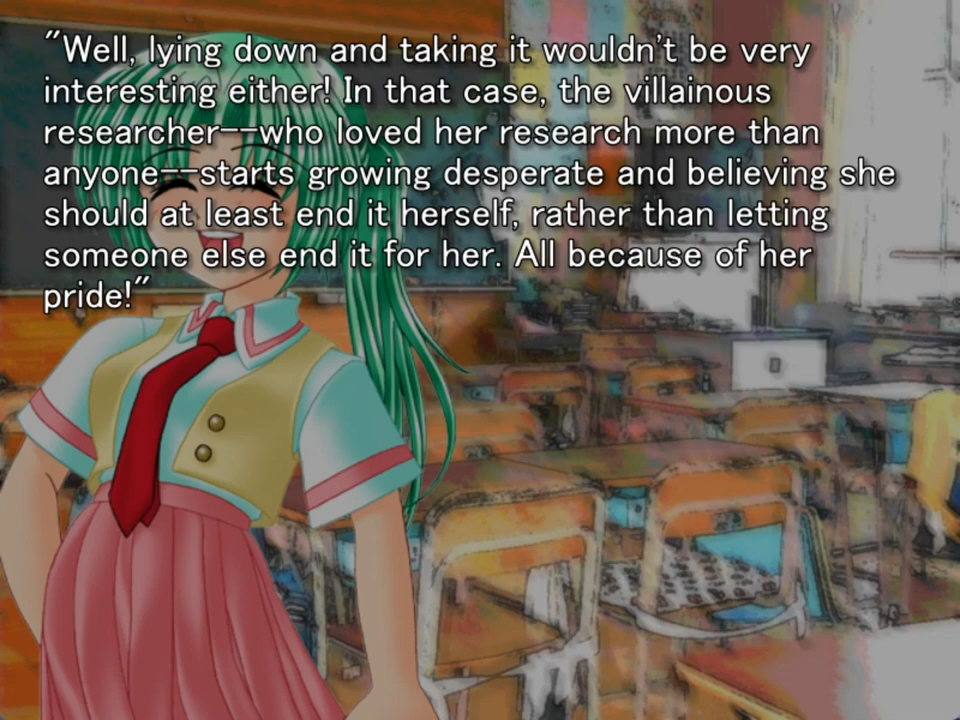 "Well, lying down and taking it wouldn't be very
interesting either! In that case, the villainous
researcher--who loved her research more than
anyone--starts growing desperate and believing she
should at least end it herself, rather than letting
someone else end it for her. All because of her
pride!"